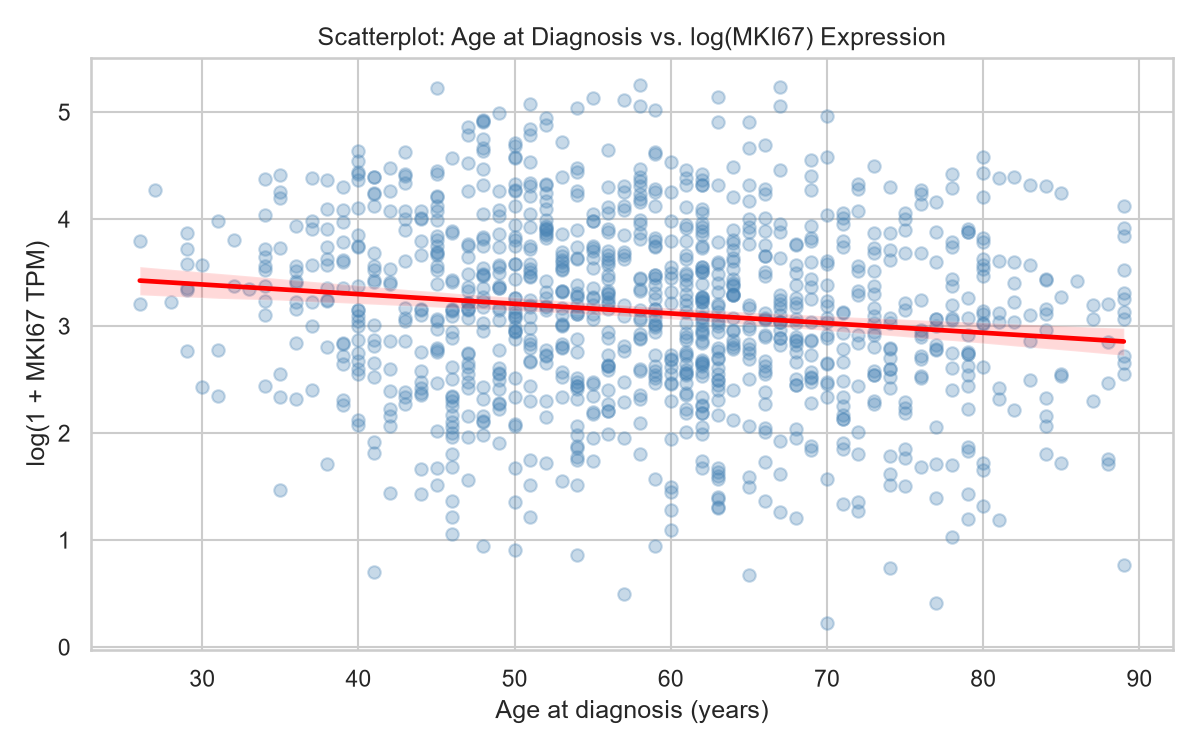 Scatterplot: Age at Diagnosis vs. log(MKI67) Expression
log(1 + MKI67 TPM)
5
4
3
2
1
0
30 40 50 60 70 80 90
Age at diagnosis (years)